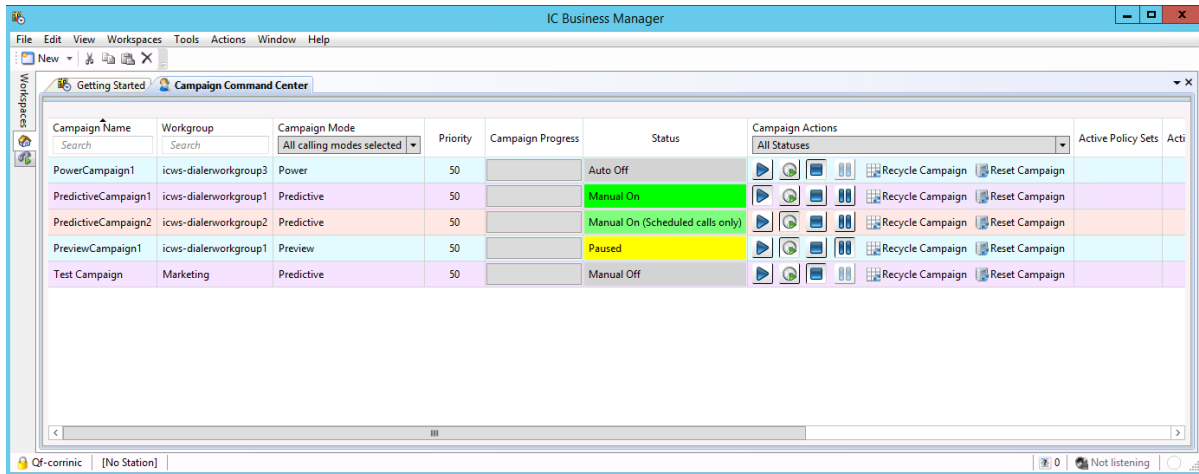 IC Business Manager
File Edit View Workspaces Tools Actions Window Help
New
Workspaces
Getting Started Campaign Command Center
Campaign Name Workgroup Campaign Mode Priority Campaign Progress Status Campaign Actions Active Policy Sets Acti
Search Search All calling modes selected All Statuses
PowerCampaign1 icws-dialerworkgroup3 Power 50 Auto Off Recycle Campaign Reset Campaign
PredictiveCampaign1 icws-dialerworkgroup1 Predictive 50 Manual On Recycle Campaign Reset Campaign
PredictiveCampaign2 icws-dialerworkgroup2 Predictive 50 Manual On (Scheduled calls only) Recycle Campaign Reset Campaign
PreviewCampaign1 icws-dialerworkgroup1 Preview 50 Paused Recycle Campaign Reset Campaign
Test Campaign Marketing Predictive 50 Manual Off Recycle Campaign Reset Campaign
Qf-corrinic [No Station] 0 Not listening